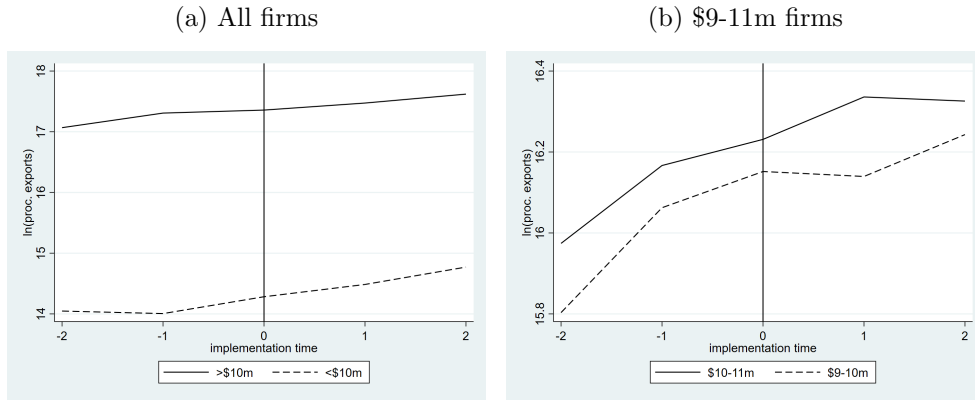 (a) All firms
ln(proc. exports)
18
17
16
15
14
-2 -1 0 1 2
implementation time
>$10m <$10m
(b) $9-11m firms
ln(proc. exports)
16.4
16.2
16
15.8
-2 -1 0 1 2
implementation time
$10-11m $9-10m